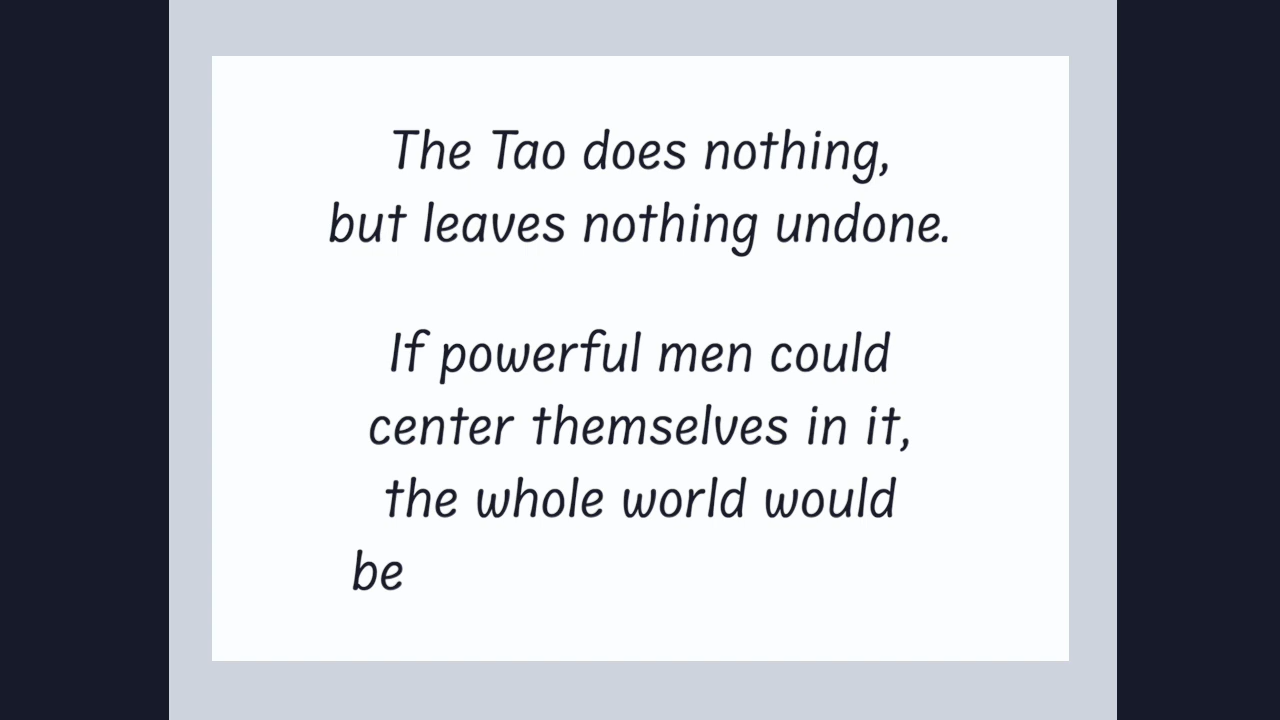 The Tao does nothing,
but leaves nothing undone.
If powerful men could
center themselves in it,
the whole world would
be